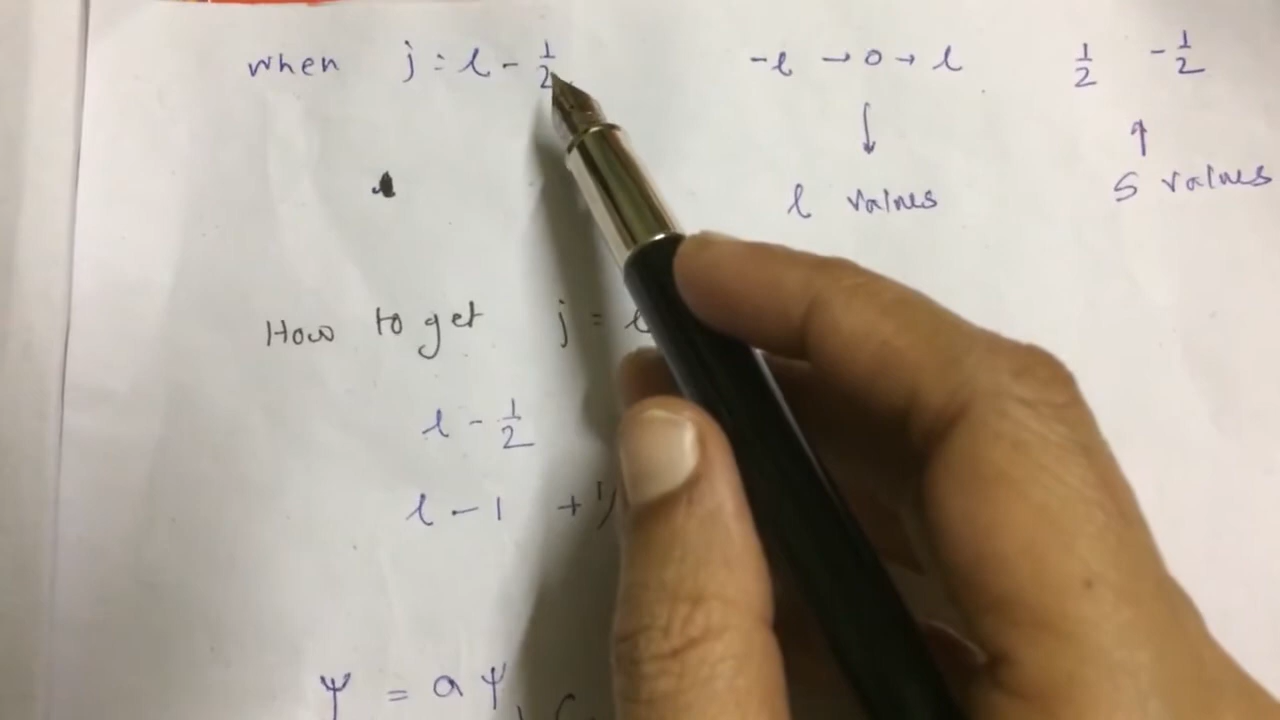 when j = l - 1/2 -l → 0 → l 1/2 -1/2
l values S values
How to get j = l
l - 1/2
l - 1 + 1/
ψ = a ψ